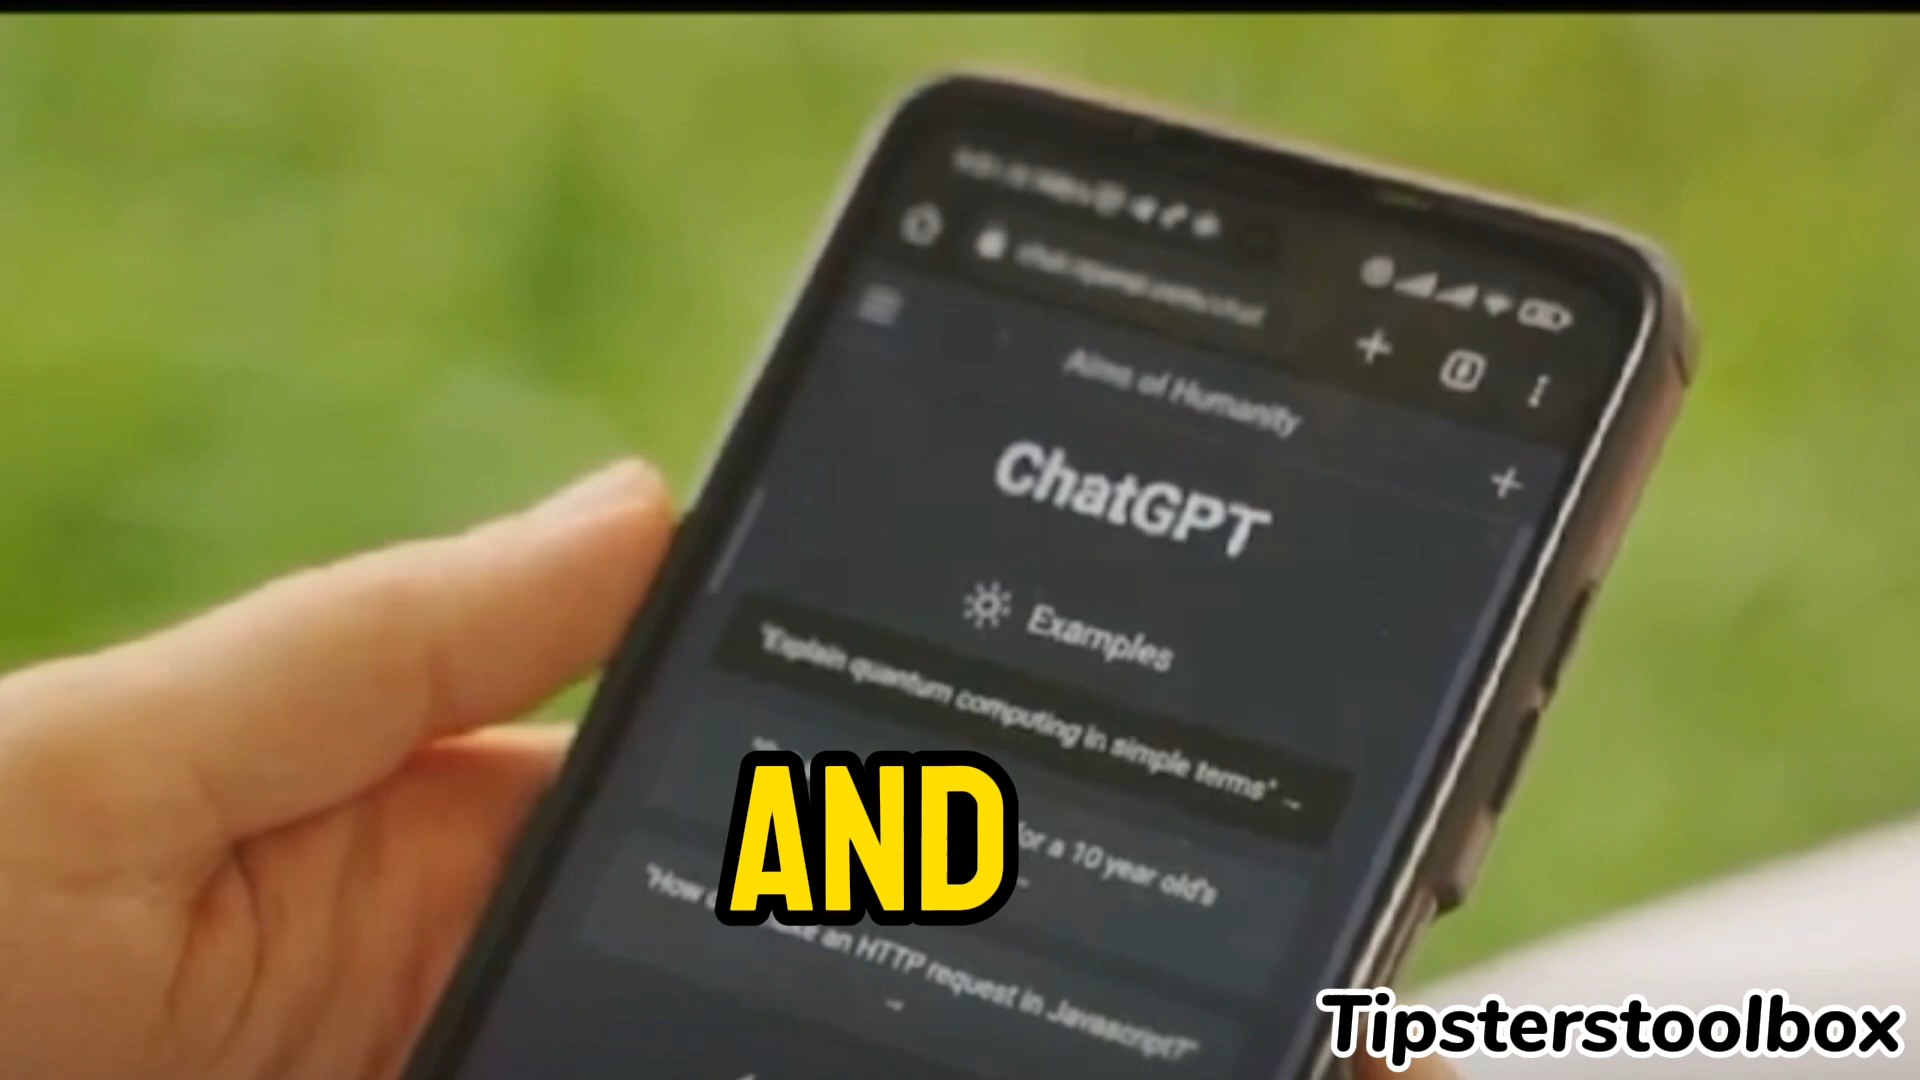 Aims of Humanity
ChatGPT
Examples
"Explain quantum computing in simple terms" →
for a 10 year old's
"How an HTTP request in Javascript?"
→
AND
Tipsterstoolbox